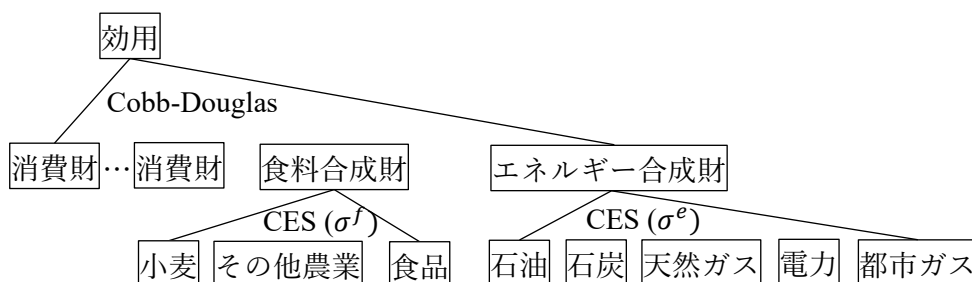 効用
Cobb-Douglas
消費財…消費財 食料合成財 エネルギー合成財
CES (σᶠ) CES (σᵉ)
小麦 その他農業 食品 石油 石炭 天然ガス 電力 都市ガス